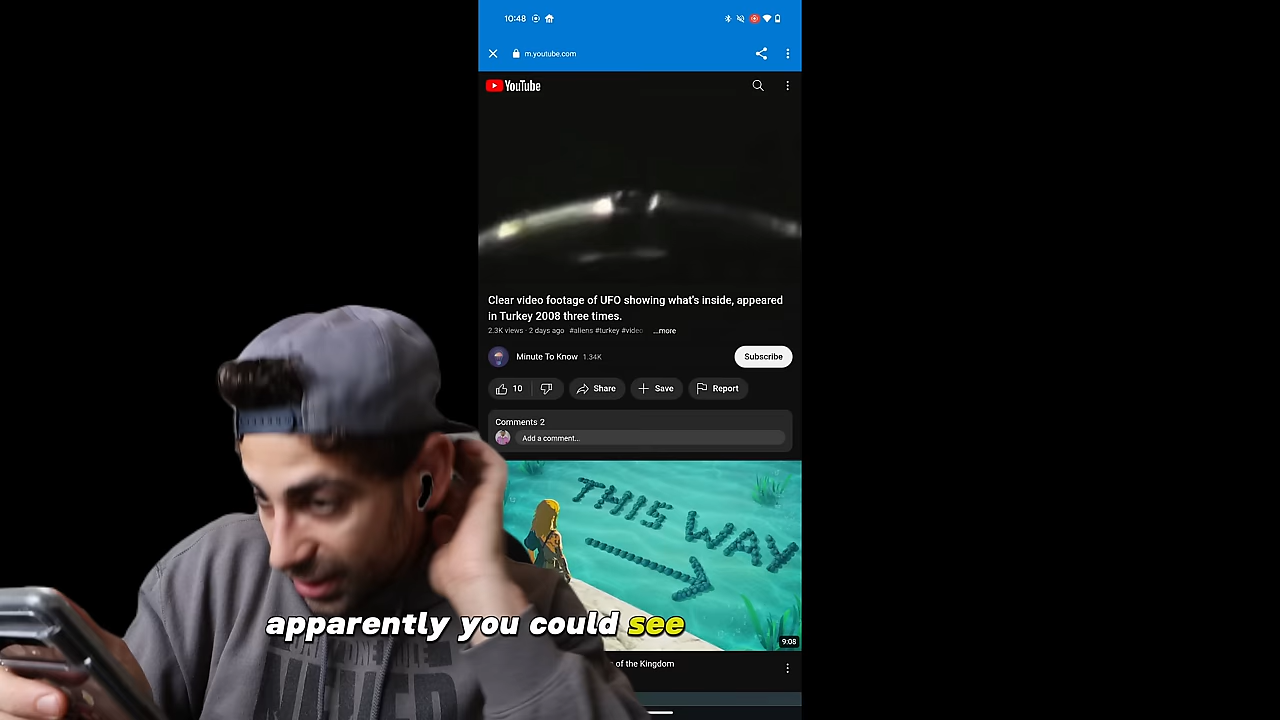 10:48
m.youtube.com
YouTube
Clear video footage of UFO showing what's inside, appeared
in Turkey 2008 three times.
2.3K views · 2 days ago #aliens #turkey #video ...more
Minute To Know 1.34K
Subscribe
10
Share
Save
Report
Comments 2
Add a comment...
THIS WAY
apparently you could see
9:08
of the Kingdom
NEVER